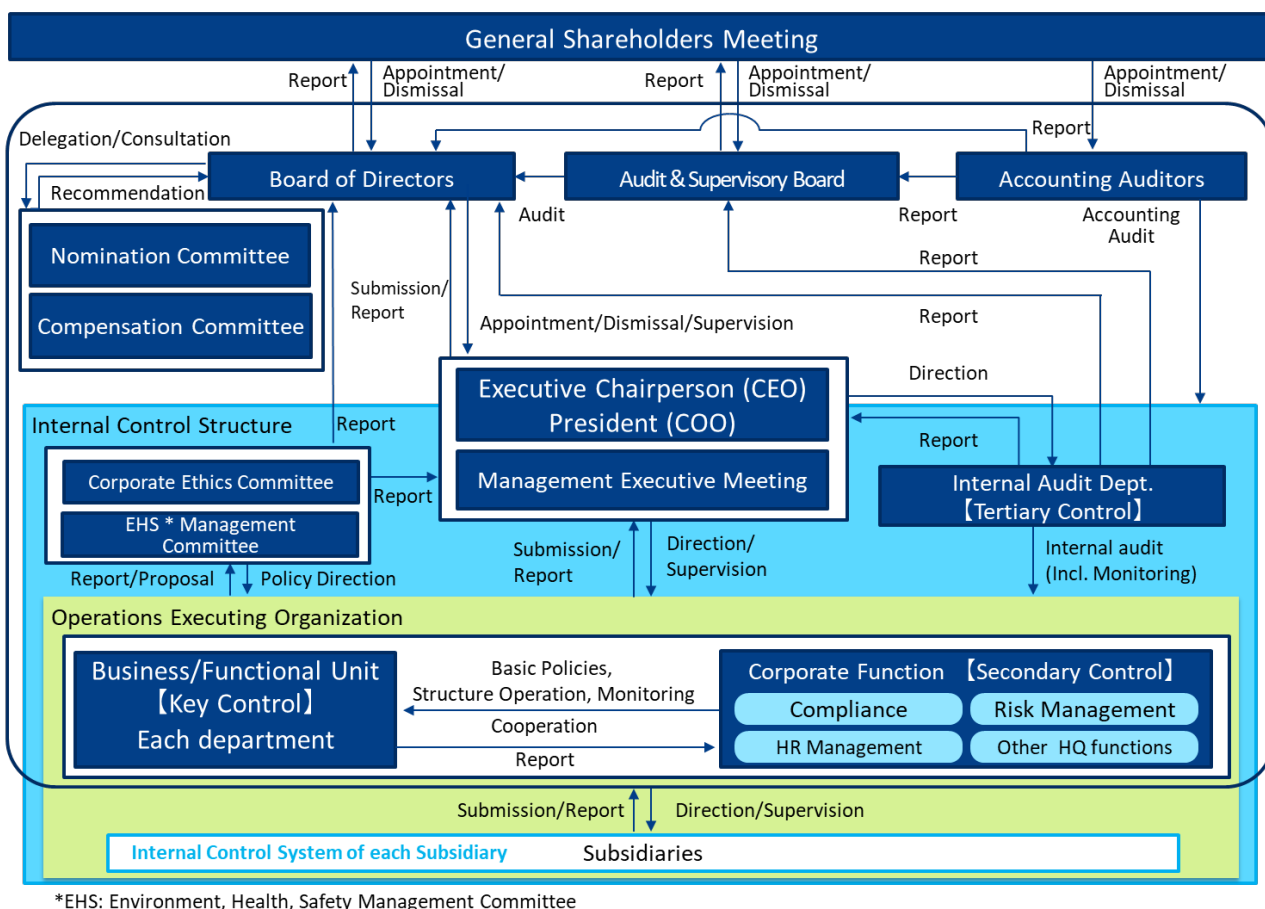 General Shareholders Meeting
Report
Appointment/
Dismissal
Report
Appointment/
Dismissal
Appointment/
Dismissal
Delegation/Consultation
Report
Board of Directors
Audit & Supervisory Board
Accounting Auditors
Recommendation
Audit
Report
Accounting
Audit
Nomination Committee
Compensation Committee
Submission/
Report
Report
Report
Appointment/Dismissal/Supervision
Executive Chairperson (CEO)
President (COO)
Management Executive Meeting
Direction
Report
Internal Control Structure
Report
Corporate Ethics Committee
EHS * Management
Committee
Report
Internal Audit Dept.
【Tertiary Control】
Report/Proposal
Policy Direction
Submission/
Report
Direction/
Supervision
Internal audit
(Incl. Monitoring)
Operations Executing Organization
Business/Functional Unit
【Key Control】
Each department
Basic Policies,
Structure Operation, Monitoring
Cooperation
Report
Corporate Function 【Secondary Control】
Compliance
Risk Management
HR Management
Other HQ functions
Submission/Report
Direction/Supervision
Internal Control System of each Subsidiary
Subsidiaries
*EHS: Environment, Health, Safety Management Committee